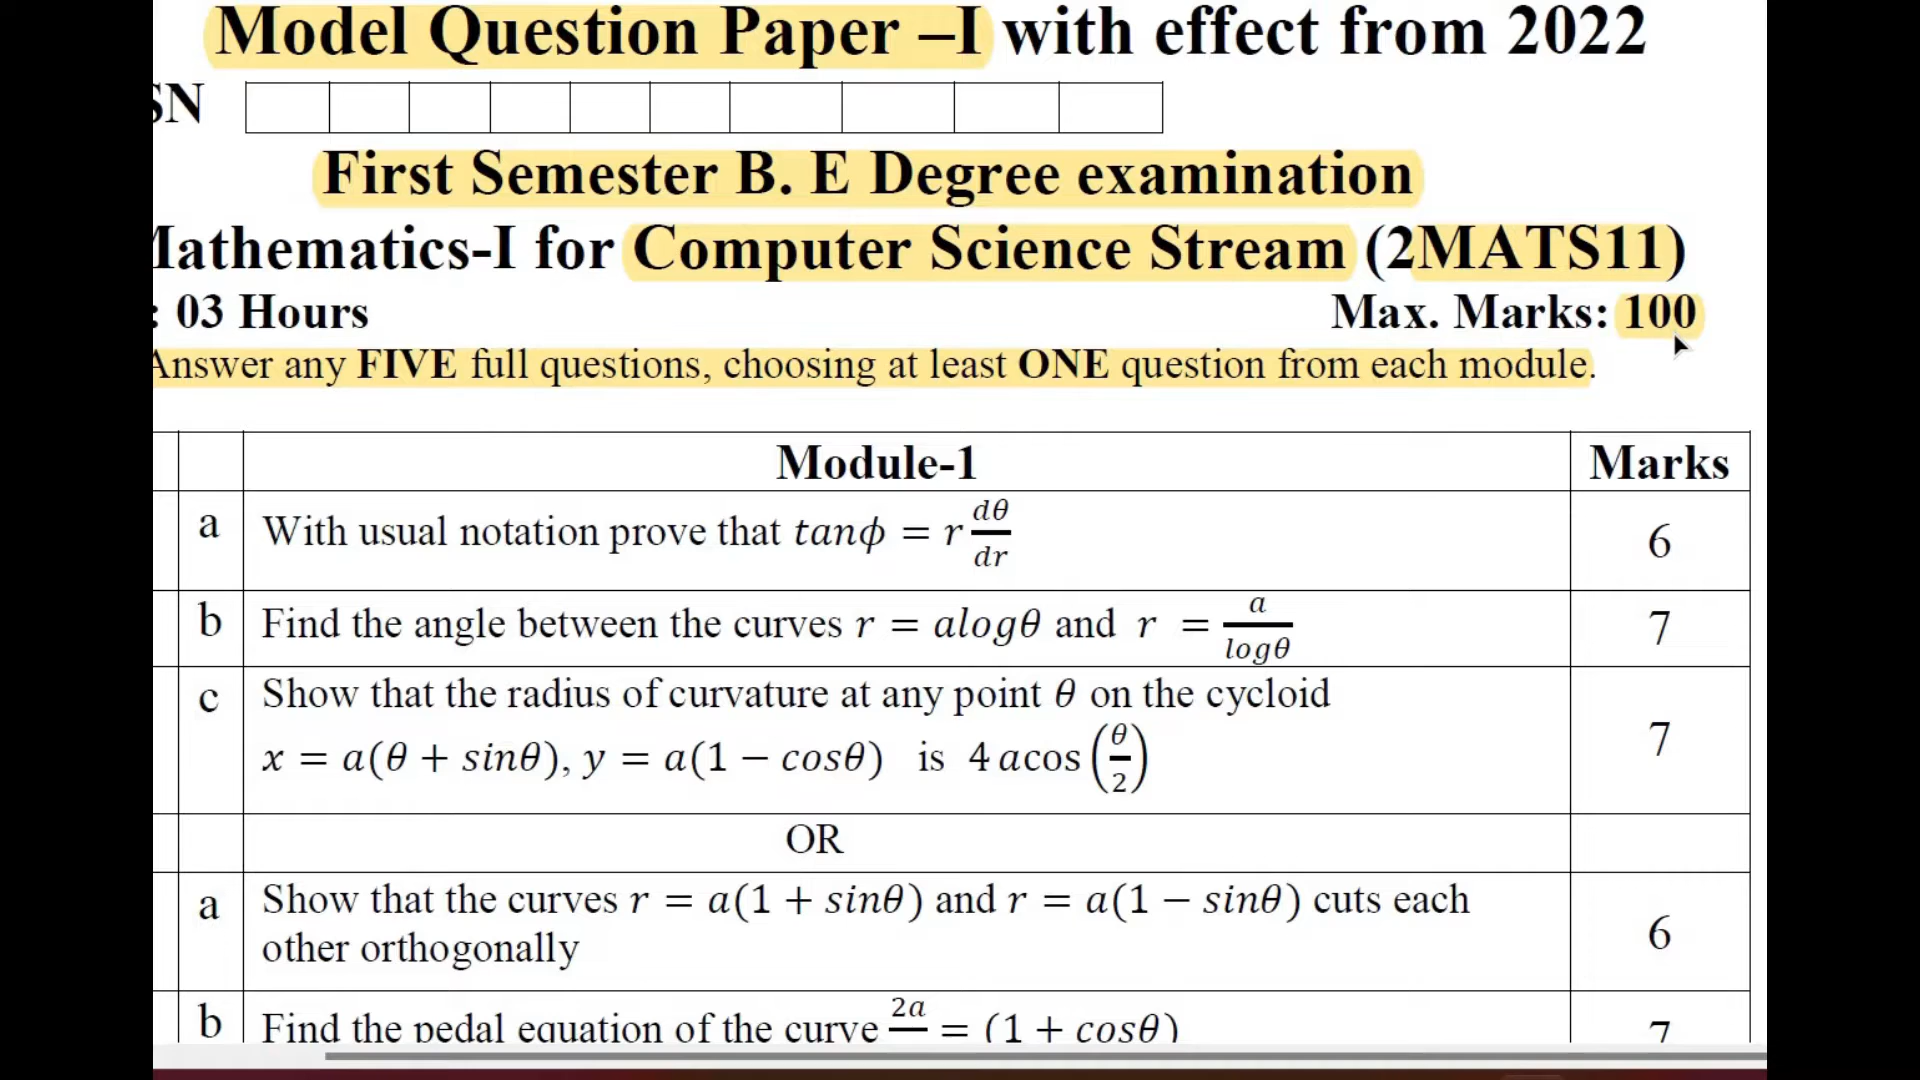 Model Question Paper –I with effect from 2022
SN
First Semester B. E Degree examination
Mathematics-I for Computer Science Stream (2MATS11)
: 03 Hours
Max. Marks: 100
Answer any FIVE full questions, choosing at least ONE question from each module.
Module-1
Marks
a
With usual notation prove that tanϕ = r dθ/dr
6
b
Find the angle between the curves r = alogθ and r = a/logθ
7
c
Show that the radius of curvature at any point θ on the cycloid
x = a(θ + sinθ), y = a(1 − cosθ) is 4 acos (θ/2)
7
OR
a
Show that the curves r = a(1 + sinθ) and r = a(1 − sinθ) cuts each
other orthogonally
6
b
Find the pedal equation of the curve 2a = (1 + cosθ)
7